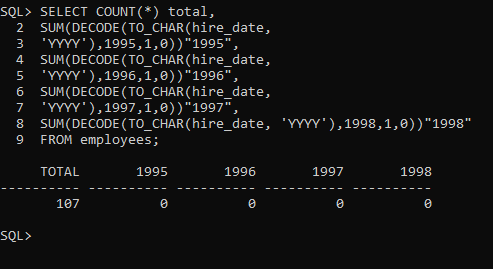 SQL> SELECT COUNT(*) total,
  2  SUM(DECODE(TO_CHAR(hire_date,
  3  'YYYY'),1995,1,0))"1995",
  4  SUM(DECODE(TO_CHAR(hire_date,
  5  'YYYY'),1996,1,0))"1996",
  6  SUM(DECODE(TO_CHAR(hire_date,
  7  'YYYY'),1997,1,0))"1997",
  8  SUM(DECODE(TO_CHAR(hire_date, 'YYYY'),1998,1,0))"1998"
  9  FROM employees;
     TOTAL       1995       1996       1997       1998
---------- ---------- ---------- ---------- ----------
       107          0          0          0          0
SQL>